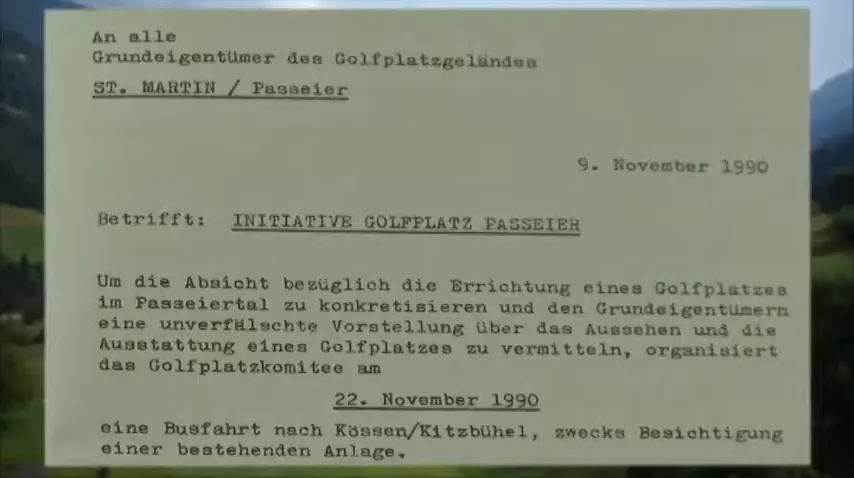 An alle
Grundeigentümer des Golfplatzgeländes
ST. MARTIN / Passeier
9. November 1990
Betrifft: INITIATIVE GOLFPLATZ PASSEIER
Um die Absicht bezüglich die Errichtung eines Golfplatzes
im Passeiertal zu konkretisieren und den Grundeigentümern
eine unverfälschte Vorstellung über das Aussehen und die
Ausstattung eines Golfplatzes zu vermitteln, organisiert
das Golfplatzkomitee am
22. November 1990
eine Busfahrt nach Kössen/Kitzbühel, zwecks Besichtigung
einer bestehenden Anlage.